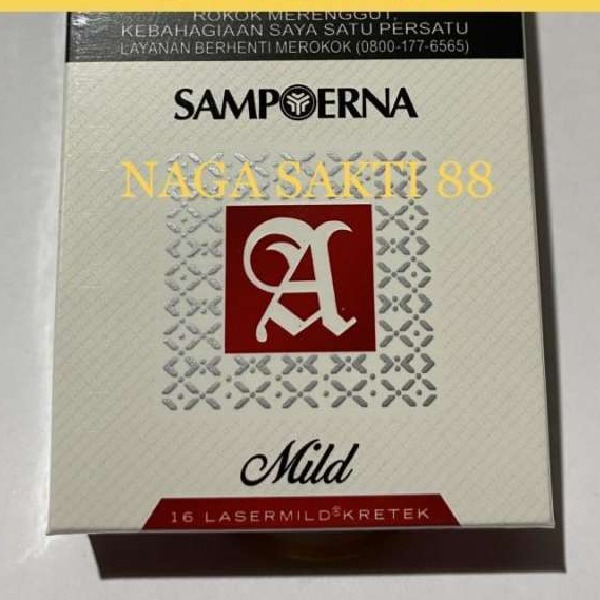 ROKOK MERENGGUT,
KEBAHAGIAAN SAYA SATU PERSATU
LAYANAN BERHENTI MEROKOK (0800-177-6565)
SAMPOERNA
NAGA SAKTI 88
A
Mild
16 LASERMILD® KRETEK